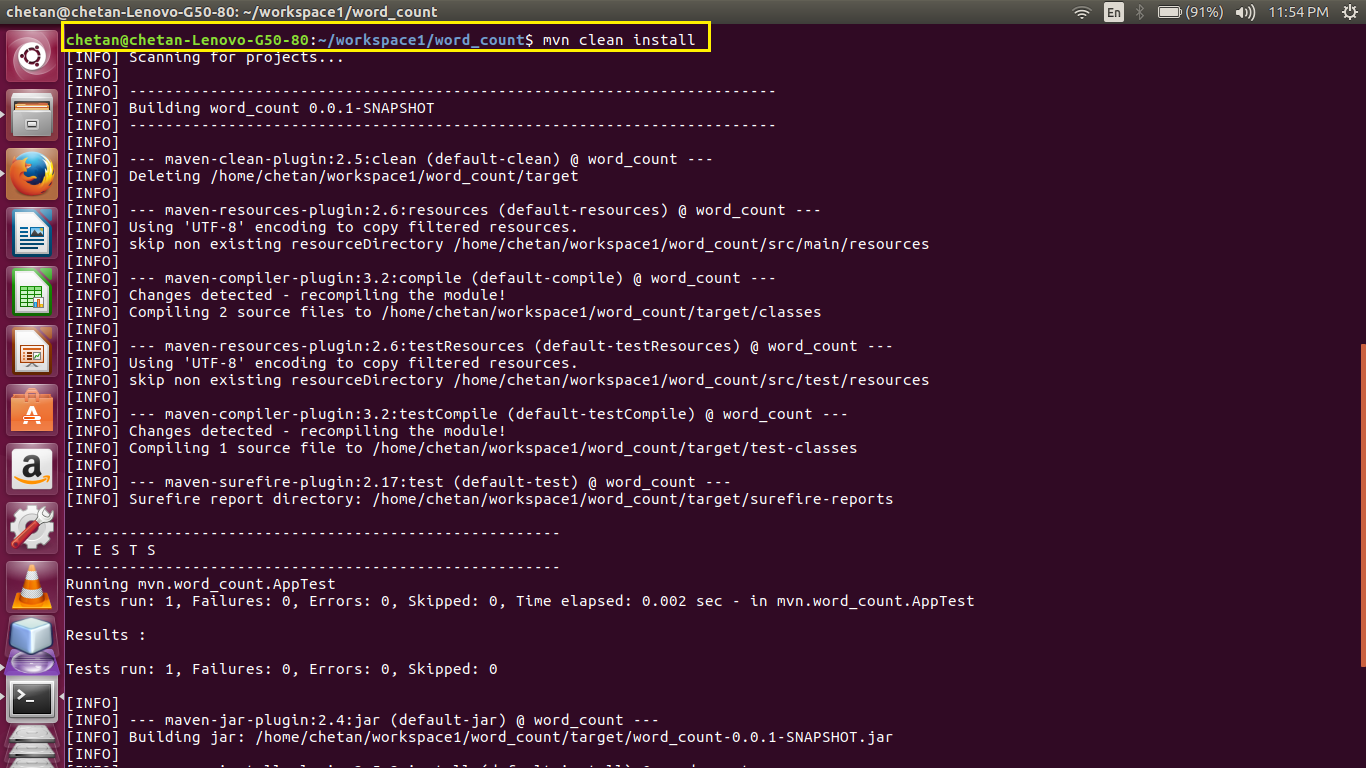 chetan@chetan-Lenovo-G50-80: ~/workspace1/word_count
En
(91%)
11:54 PM
chetan@chetan-Lenovo-G50-80:~/workspace1/word_count$ mvn clean install
[INFO] Scanning for projects...
[INFO]
[INFO] ------------------------------------------------------------------------
[INFO] Building word_count 0.0.1-SNAPSHOT
[INFO] ------------------------------------------------------------------------
[INFO]
[INFO] --- maven-clean-plugin:2.5:clean (default-clean) @ word_count ---
[INFO] Deleting /home/chetan/workspace1/word_count/target
[INFO]
[INFO] --- maven-resources-plugin:2.6:resources (default-resources) @ word_count ---
[INFO] Using 'UTF-8' encoding to copy filtered resources.
[INFO] skip non existing resourceDirectory /home/chetan/workspace1/word_count/src/main/resources
[INFO]
[INFO] --- maven-compiler-plugin:3.2:compile (default-compile) @ word_count ---
[INFO] Changes detected - recompiling the module!
[INFO] Compiling 2 source files to /home/chetan/workspace1/word_count/target/classes
[INFO]
[INFO] --- maven-resources-plugin:2.6:testResources (default-testResources) @ word_count ---
[INFO] Using 'UTF-8' encoding to copy filtered resources.
[INFO] skip non existing resourceDirectory /home/chetan/workspace1/word_count/src/test/resources
[INFO]
[INFO] --- maven-compiler-plugin:3.2:testCompile (default-testCompile) @ word_count ---
[INFO] Changes detected - recompiling the module!
[INFO] Compiling 1 source file to /home/chetan/workspace1/word_count/target/test-classes
[INFO]
[INFO] --- maven-surefire-plugin:2.17:test (default-test) @ word_count ---
[INFO] Surefire report directory: /home/chetan/workspace1/word_count/target/surefire-reports
-------------------------------------------------------
T E S T S
-------------------------------------------------------
Running mvn.word_count.AppTest
Tests run: 1, Failures: 0, Errors: 0, Skipped: 0, Time elapsed: 0.002 sec - in mvn.word_count.AppTest
Results :
Tests run: 1, Failures: 0, Errors: 0, Skipped: 0
[INFO]
[INFO] --- maven-jar-plugin:2.4:jar (default-jar) @ word_count ---
[INFO] Building jar: /home/chetan/workspace1/word_count/target/word_count-0.0.1-SNAPSHOT.jar
[INFO]